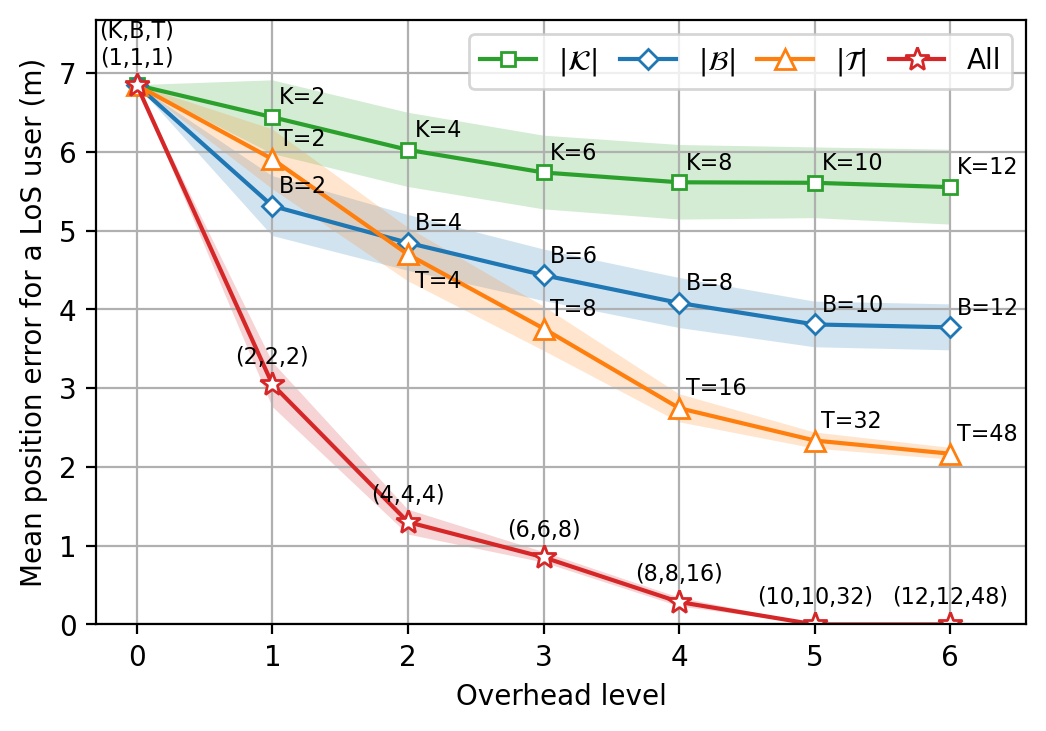 (K,B,T)
(1,1,1)
|𝒦| |ℬ| |𝒯| All
K=2
K=4
K=6
K=8
K=10
K=12
T=2
B=2
B=4
B=6
B=8
B=10
B=12
T=4
T=8
T=16
T=32
T=48
(2,2,2)
(4,4,4)
(6,6,8)
(8,8,16)
(10,10,32)
(12,12,48)
7
6
5
4
3
2
1
0
Mean position error for a LoS user (m)
0 1 2 3 4 5 6
Overhead level